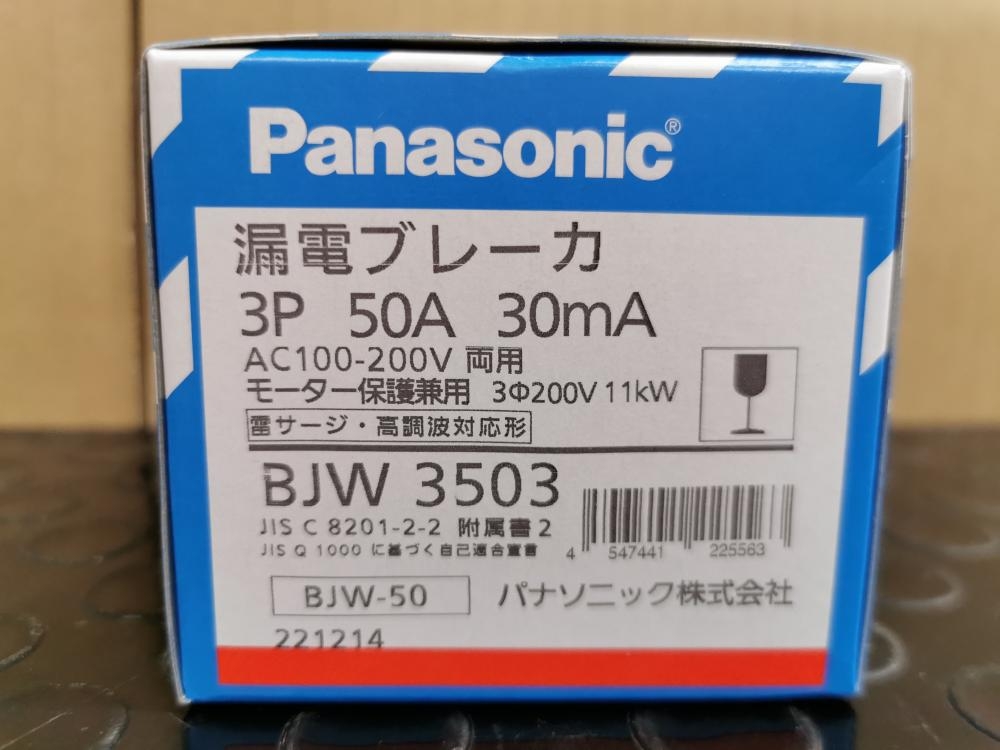 Panasonic®
漏電ブレーカ
3P 50A 30mA
AC100-200V 両用
モーター保護兼用 3Φ200V 11kW
雷サージ・高調波対応形
BJW 3503
JIS C 8201-2-2 附属書2
JIS Q 1000 に基づく自己適合宣言
4 547441 225563
BJW-50 パナソニック株式会社
221214